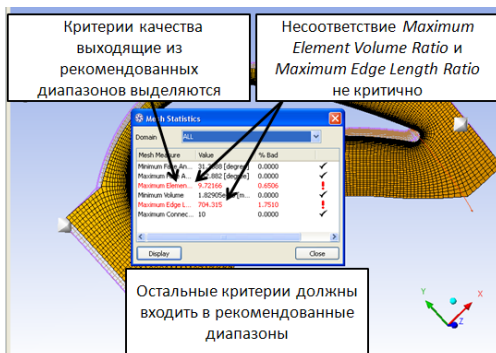 Критерии качества
выходящие из
рекомендованных
диапазонов выделяются
Несоответствие Maximum
Element Volume Ratio и
Maximum Edge Length Ratio
не критично
Mesh Statistics
Domain ALL
Mesh Measure Value % Bad
Minimum Face An... [degree] 0.0000
Maximum A... .882 [degree] 0.0000
Maximum Elemen... 9.72166 0.6506
Minimum Volume 0.0000
Maximum Edge L... 704.315 1.7510
Maximum Connec... 10 0.0000
Display Close
Остальные критерии должны
входить в рекомендованные
диапазоны
Y
X
Z